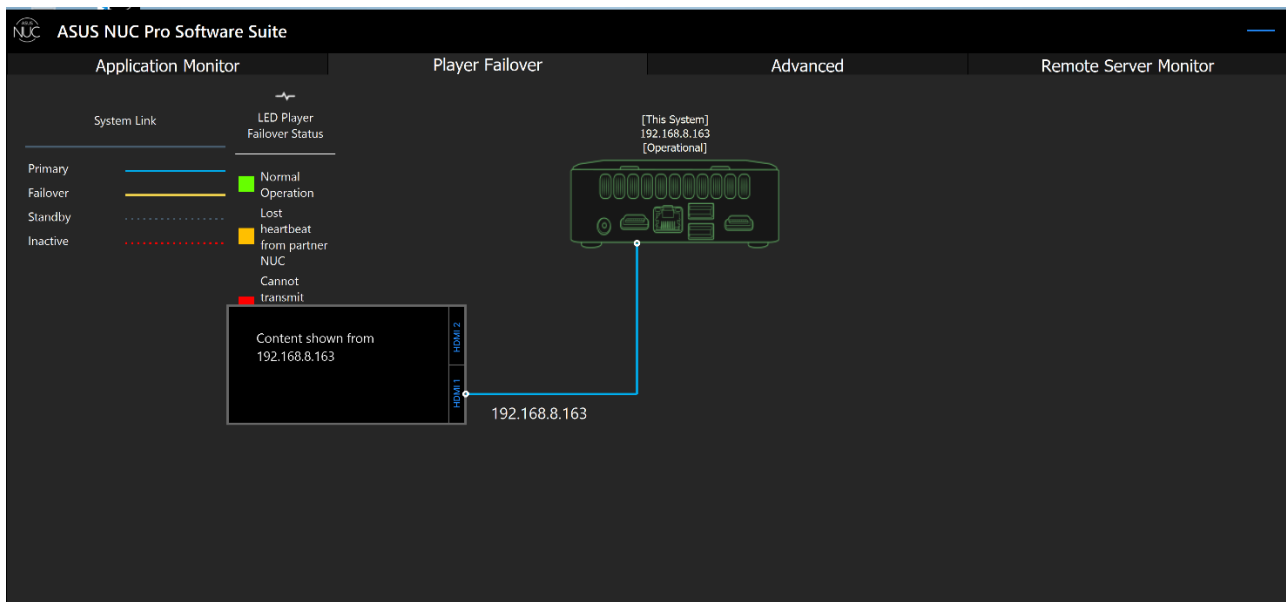 ASUS
NUC
ASUS NUC Pro Software Suite
Application Monitor
Player Failover
Advanced
Remote Server Monitor
System Link
Primary
Failover
Standby
Inactive
LED Player
Failover Status
Normal
Operation
Lost
heartbeat
from partner
NUC
Cannot
transmit
[This System]
192.168.8.163
[Operational]
Content shown from
192.168.8.163
HDMI 2
HDMI 1
192.168.8.163